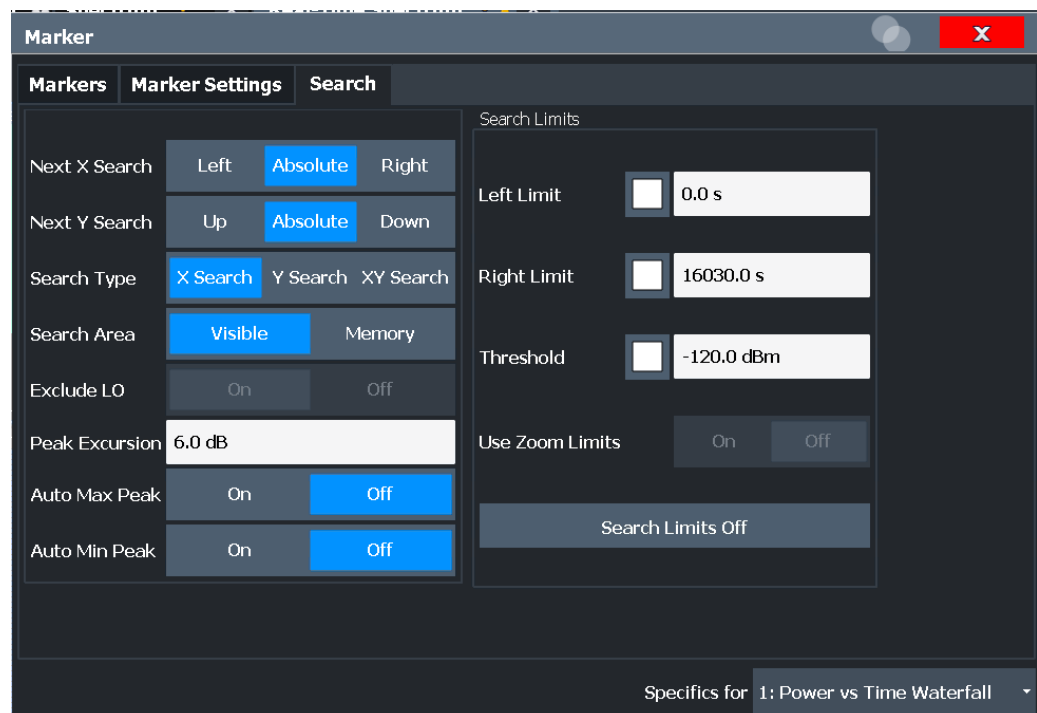 Marker
X
Markers Marker Settings Search
Next X Search Left Absolute Right
Next Y Search Up Absolute Down
Search Type X Search Y Search XY Search
Search Area Visible Memory
Exclude LO On Off
Peak Excursion 6.0 dB
Auto Max Peak On Off
Auto Min Peak On Off
Search Limits
Left Limit 0.0 s
Right Limit 16030.0 s
Threshold -120.0 dBm
Use Zoom Limits On Off
Search Limits Off
Specifics for 1: Power vs Time Waterfall